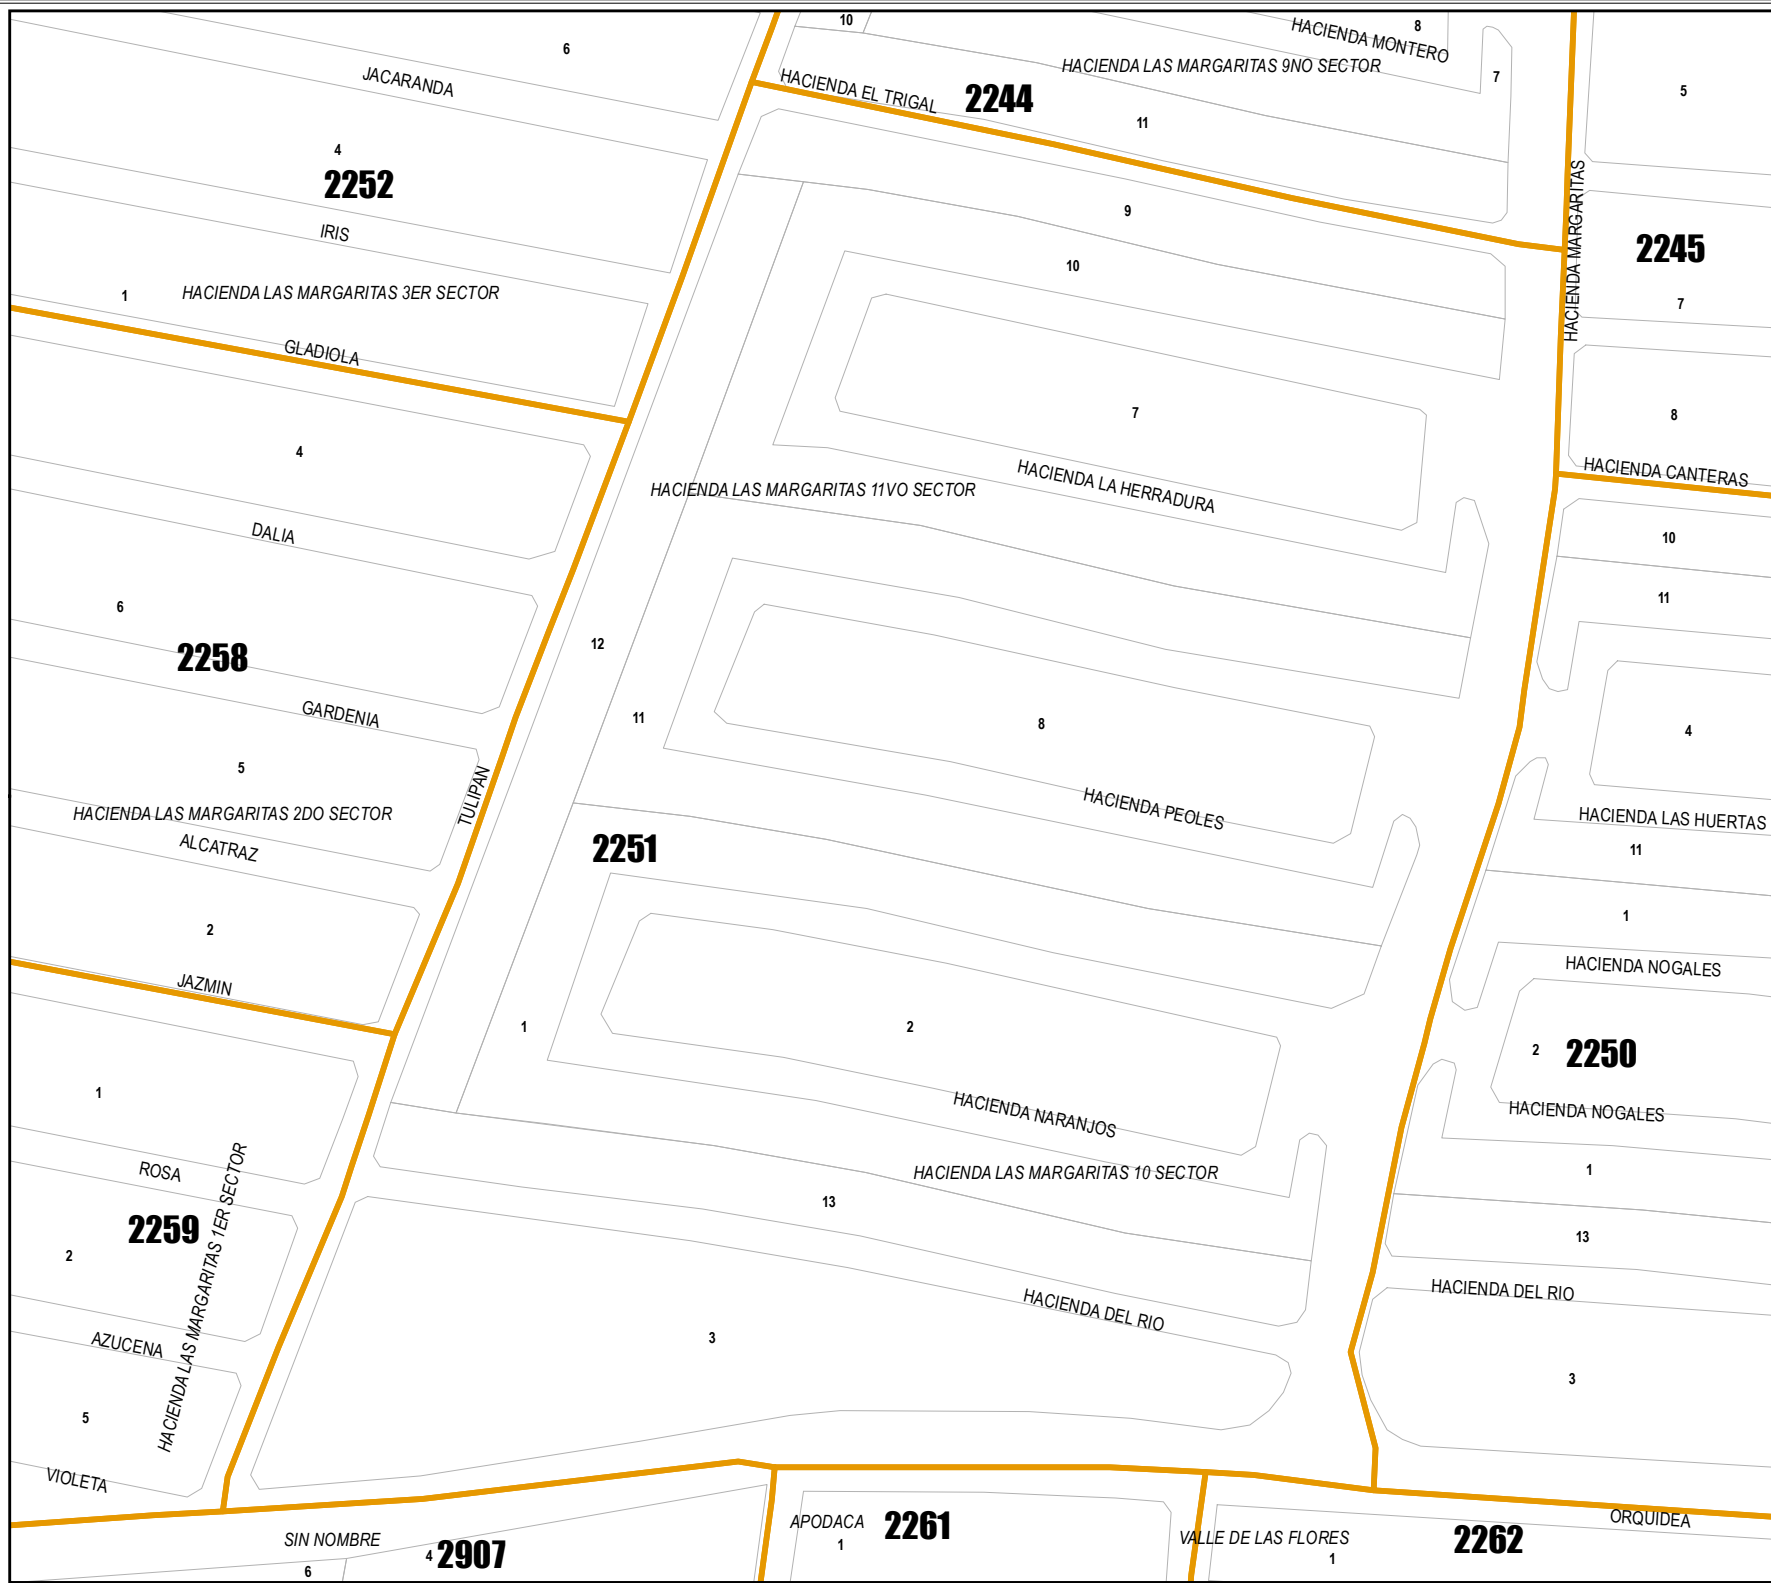 10
8
HACIENDA MONTERO
6
HACIENDA LAS MARGARITAS 9NO SECTOR
7
JACARANDA
HACIENDA EL TRIGAL
2244
5
11
4
2252
HACIENDA MARGARITAS
9
IRIS
2245
10
1
HACIENDA LAS MARGARITAS 3ER SECTOR
7
GLADIOLA
7
8
4
HACIENDA LA HERRADURA
HACIENDA CANTERAS
HACIENDA LAS MARGARITAS 11VO SECTOR
DALIA
10
6
11
12
2258
GARDENIA
11
8
4
5
TULIPAN
HACIENDA PEOLES
HACIENDA LAS MARGARITAS 2DO SECTOR
HACIENDA LAS HUERTAS
ALCATRAZ
2251
11
2
1
HACIENDA NOGALES
JAZMIN
1
2
2
2250
1
HACIENDA NARANJOS
HACIENDA NOGALES
ROSA
HACIENDA LAS MARGARITAS 10 SECTOR
1
HACIENDA LAS MARGARITAS 1ER SECTOR
13
2259
13
2
HACIENDA DEL RIO
HACIENDA DEL RIO
AZUCENA
3
3
5
VIOLETA
ORQUIDEA
APODACA
2261
SIN NOMBRE
VALLE DE LAS FLORES
2262
1
4
2907
1
6